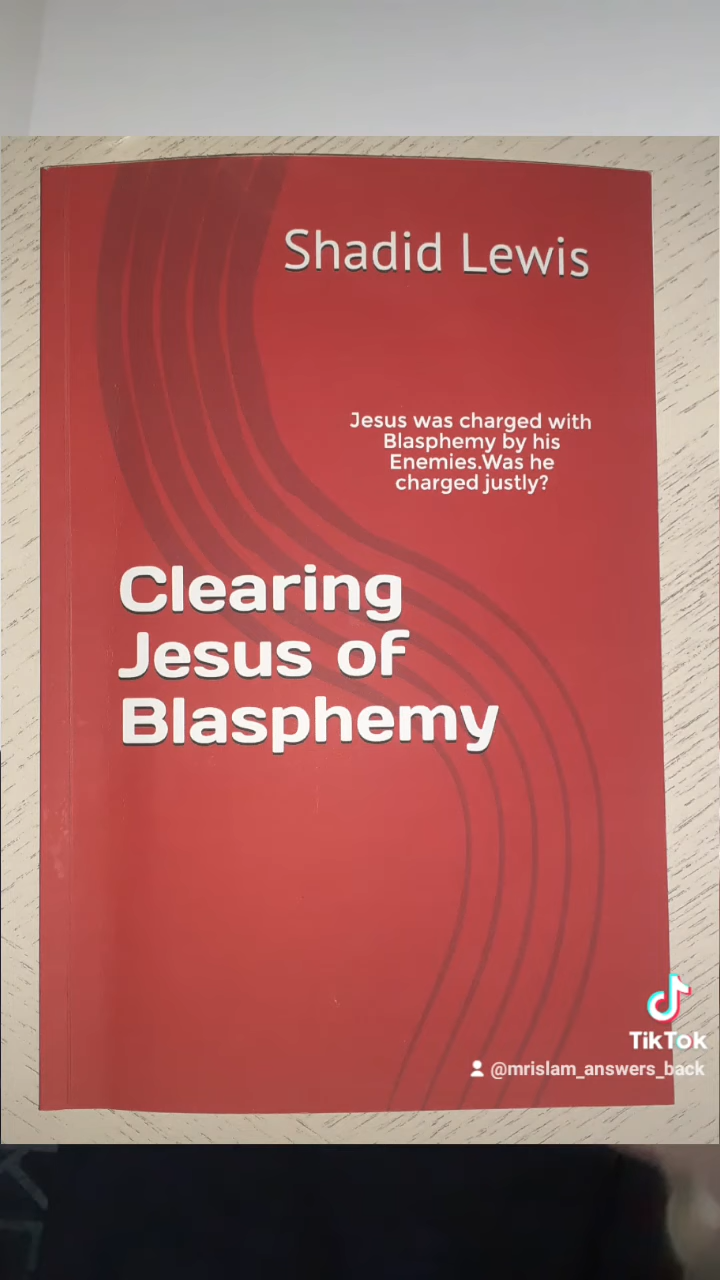 Shadid Lewis
Jesus was charged with
Blasphemy by his
Enemies.Was he
charged justly?
Clearing
Jesus of
Blasphemy
TikTok
@mrislam_answers_back